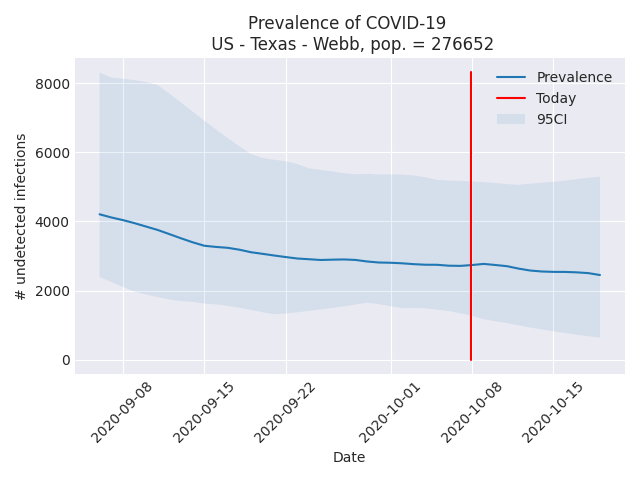 Prevalence of COVID-19
US - Texas - Webb, pop. = 276652
Prevalence
Today
95CI
# undetected infections
8000
6000
4000
2000
0
2020-09-08
2020-09-15
2020-09-22
2020-10-01
2020-10-08
2020-10-15
Date